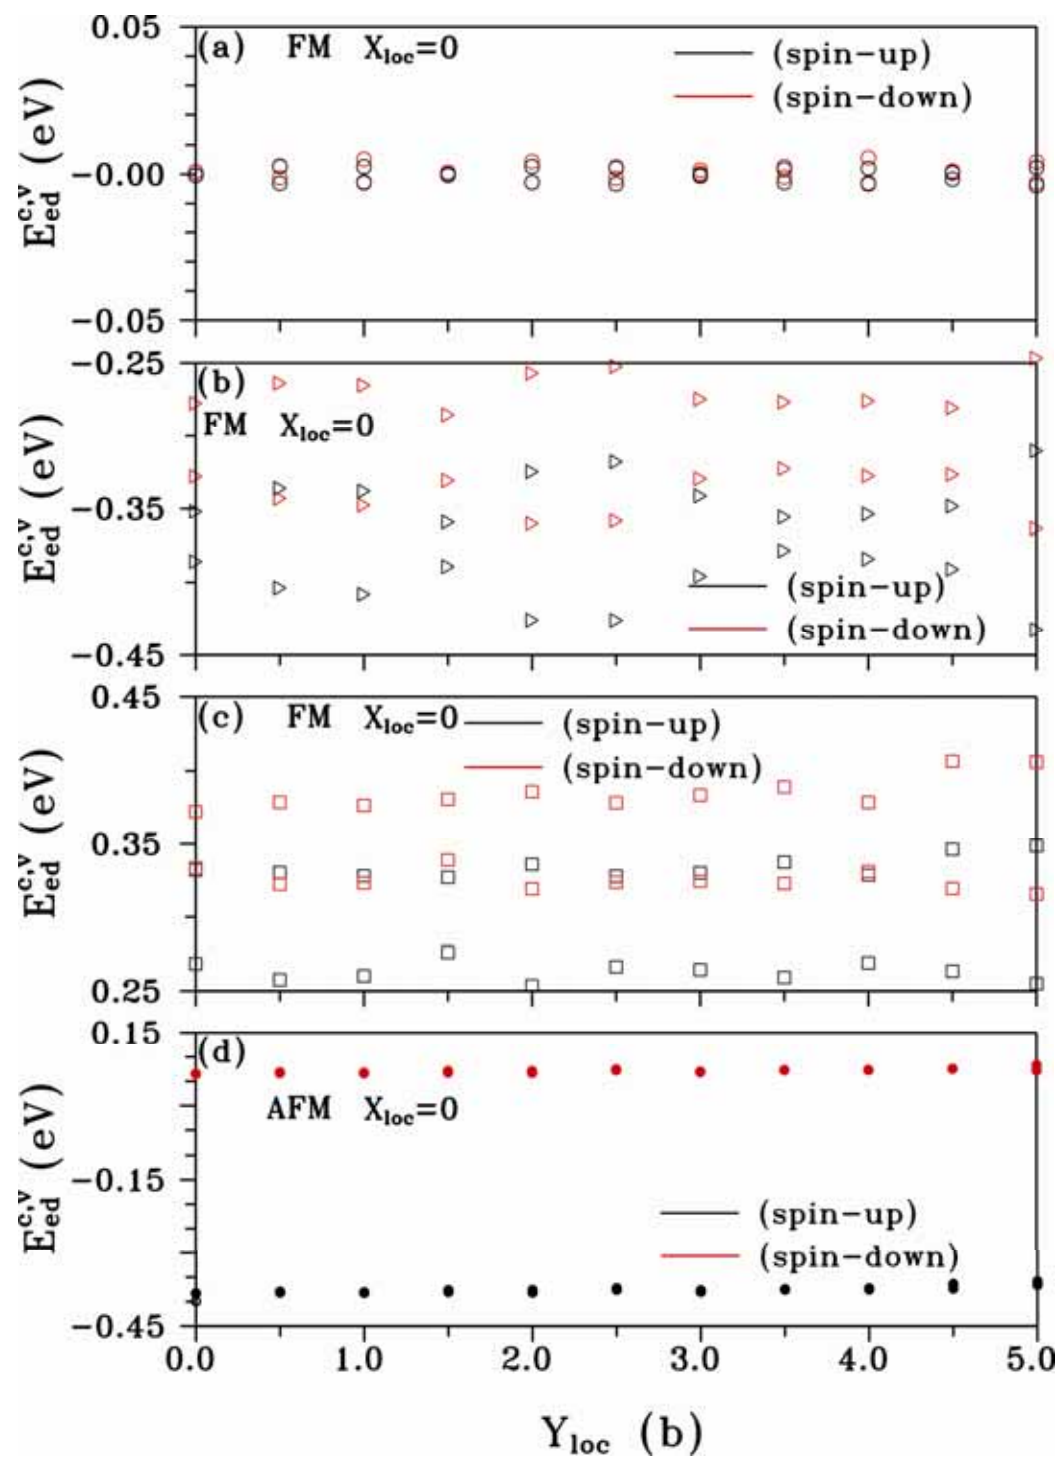 0.05
(a) FM X_loc=0
(spin-up)
(spin-down)
-0.00
-0.05
E_ed^c,v (eV)
-0.25
(b)
FM X_loc=0
-0.35
(spin-up)
(spin-down)
-0.45
E_ed^c,v (eV)
0.45
(c) FM X_loc=0
(spin-up)
(spin-down)
0.35
0.25
E_ed^c,v (eV)
0.15
(d)
AFM X_loc=0
-0.15
(spin-up)
(spin-down)
-0.45
E_ed^c,v (eV)
0.0 1.0 2.0 3.0 4.0 5.0
Y_loc (b)